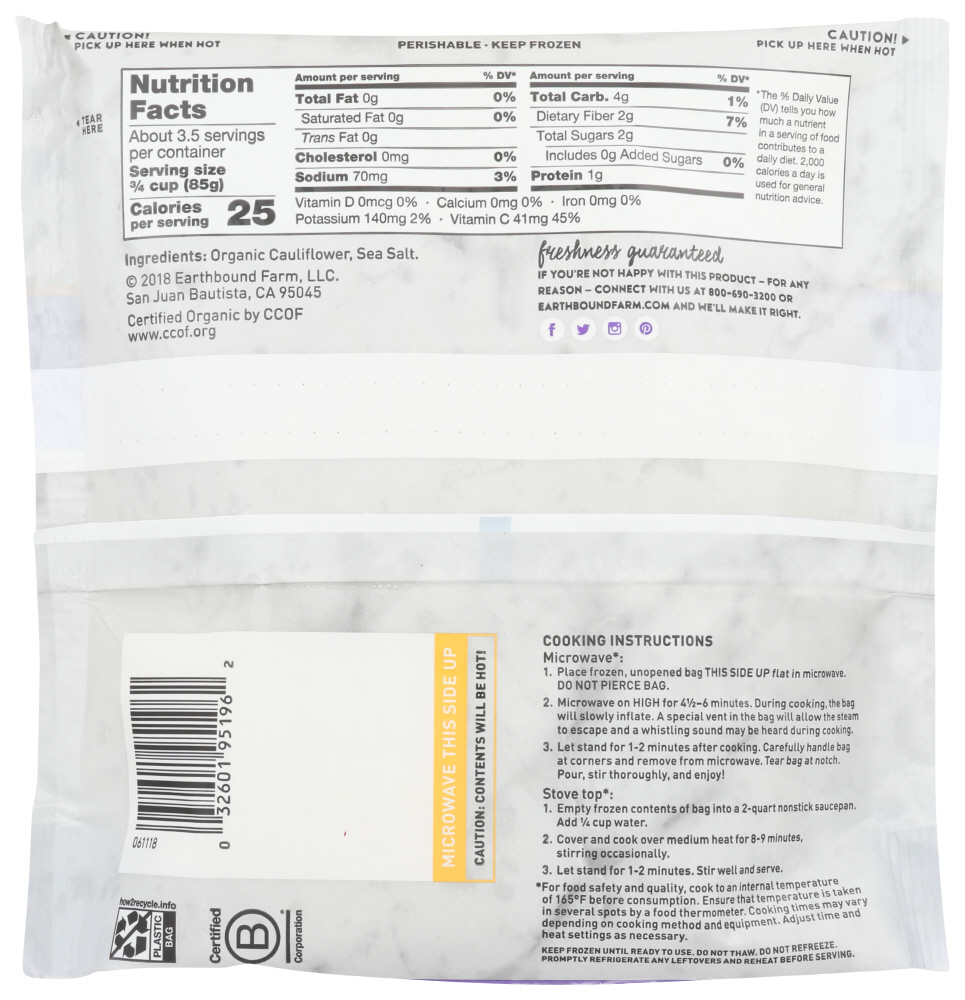 CAUTION!
PICK UP HERE WHEN HOT
PERISHABLE - KEEP FROZEN
CAUTION!
PICK UP HERE WHEN HOT
TEAR
HERE
Nutrition
Facts
About 3.5 servings
per container
Serving size
¾ cup (85g)
Calories
per serving 25
Amount per serving % DV*
Total Fat 0g 0%
Saturated Fat 0g 0%
Trans Fat 0g
Cholesterol 0mg 0%
Sodium 70mg 3%
Amount per serving % DV*
Total Carb. 4g 1%
Dietary Fiber 2g 7%
Total Sugars 2g
Includes 0g Added Sugars 0%
Protein 1g
Vitamin D 0mcg 0% · Calcium 0mg 0% · Iron 0mg 0%
Potassium 140mg 2% · Vitamin C 41mg 45%
*The % Daily Value
(DV) tells you how
much a nutrient
in a serving of food
contributes to a
daily diet. 2,000
calories a day is
used for general
nutrition advice.
Ingredients: Organic Cauliflower, Sea Salt.
© 2018 Earthbound Farm, LLC.
San Juan Bautista, CA 95045
Certified Organic by CCOF
www.ccof.org
freshness guaranteed
IF YOU'RE NOT HAPPY WITH THIS PRODUCT – FOR ANY
REASON – CONNECT WITH US AT 800-690-3200 OR
EARTHBOUNDFARM.COM AND WE'LL MAKE IT RIGHT.
0 32601 95196 2
061118
MICROWAVE THIS SIDE UP
CAUTION: CONTENTS WILL BE HOT!
COOKING INSTRUCTIONS
Microwave*:
1. Place frozen, unopened bag THIS SIDE UP flat in microwave.
DO NOT PIERCE BAG.
2. Microwave on HIGH for 4½–6 minutes. During cooking, the bag
will slowly inflate. A special vent in the bag will allow the steam
to escape and a whistling sound may be heard during cooking.
3. Let stand for 1-2 minutes after cooking. Carefully handle bag
at corners and remove from microwave. Tear bag at notch.
Pour, stir thoroughly, and enjoy!
Stove top*:
1. Empty frozen contents of bag into a 2-quart nonstick saucepan.
Add ¼ cup water.
2. Cover and cook over medium heat for 8-9 minutes,
stirring occasionally.
3. Let stand for 1-2 minutes. Stir well and serve.
*For food safety and quality, cook to an internal temperature
of 165°F before consumption. Ensure that temperature is taken
in several spots by a food thermometer. Cooking times may vary
depending on cooking method and equipment. Adjust time and
heat settings as necessary.
KEEP FROZEN UNTIL READY TO USE. DO NOT THAW. DO NOT REFREEZE.
PROMPTLY REFRIGERATE ANY LEFTOVERS AND REHEAT BEFORE SERVING.
how2recycle.info
PLASTIC
BAG
Certified
B
Corporation